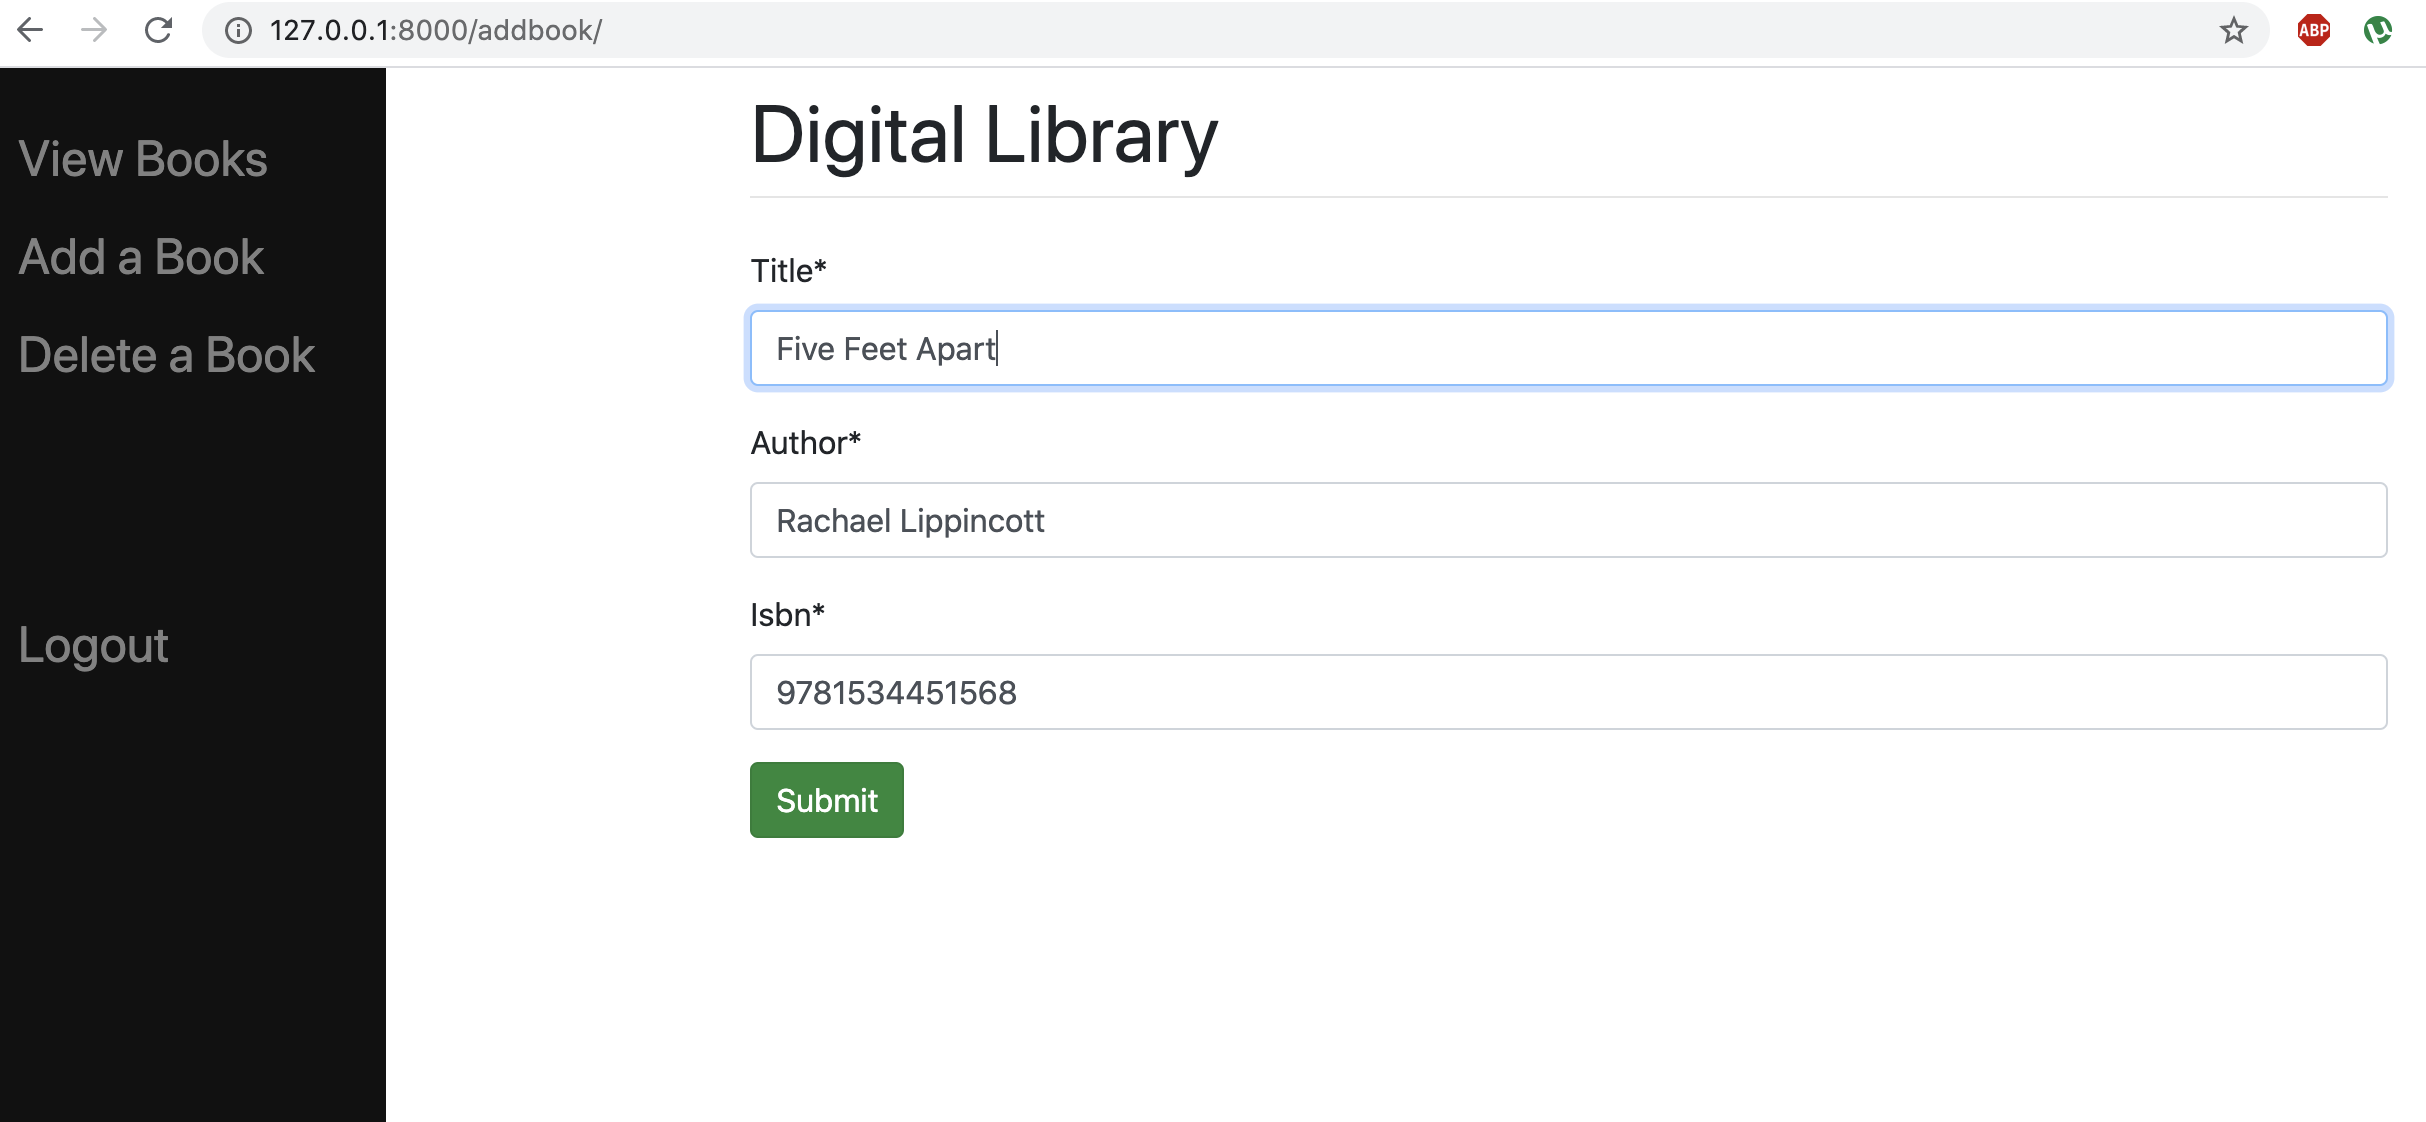 127.0.0.1:8000/addbook/
ABP
View Books
Add a Book
Delete a Book
Logout
Digital Library
Title*
Five Feet Apart
Author*
Rachael Lippincott
Isbn*
9781534451568
Submit